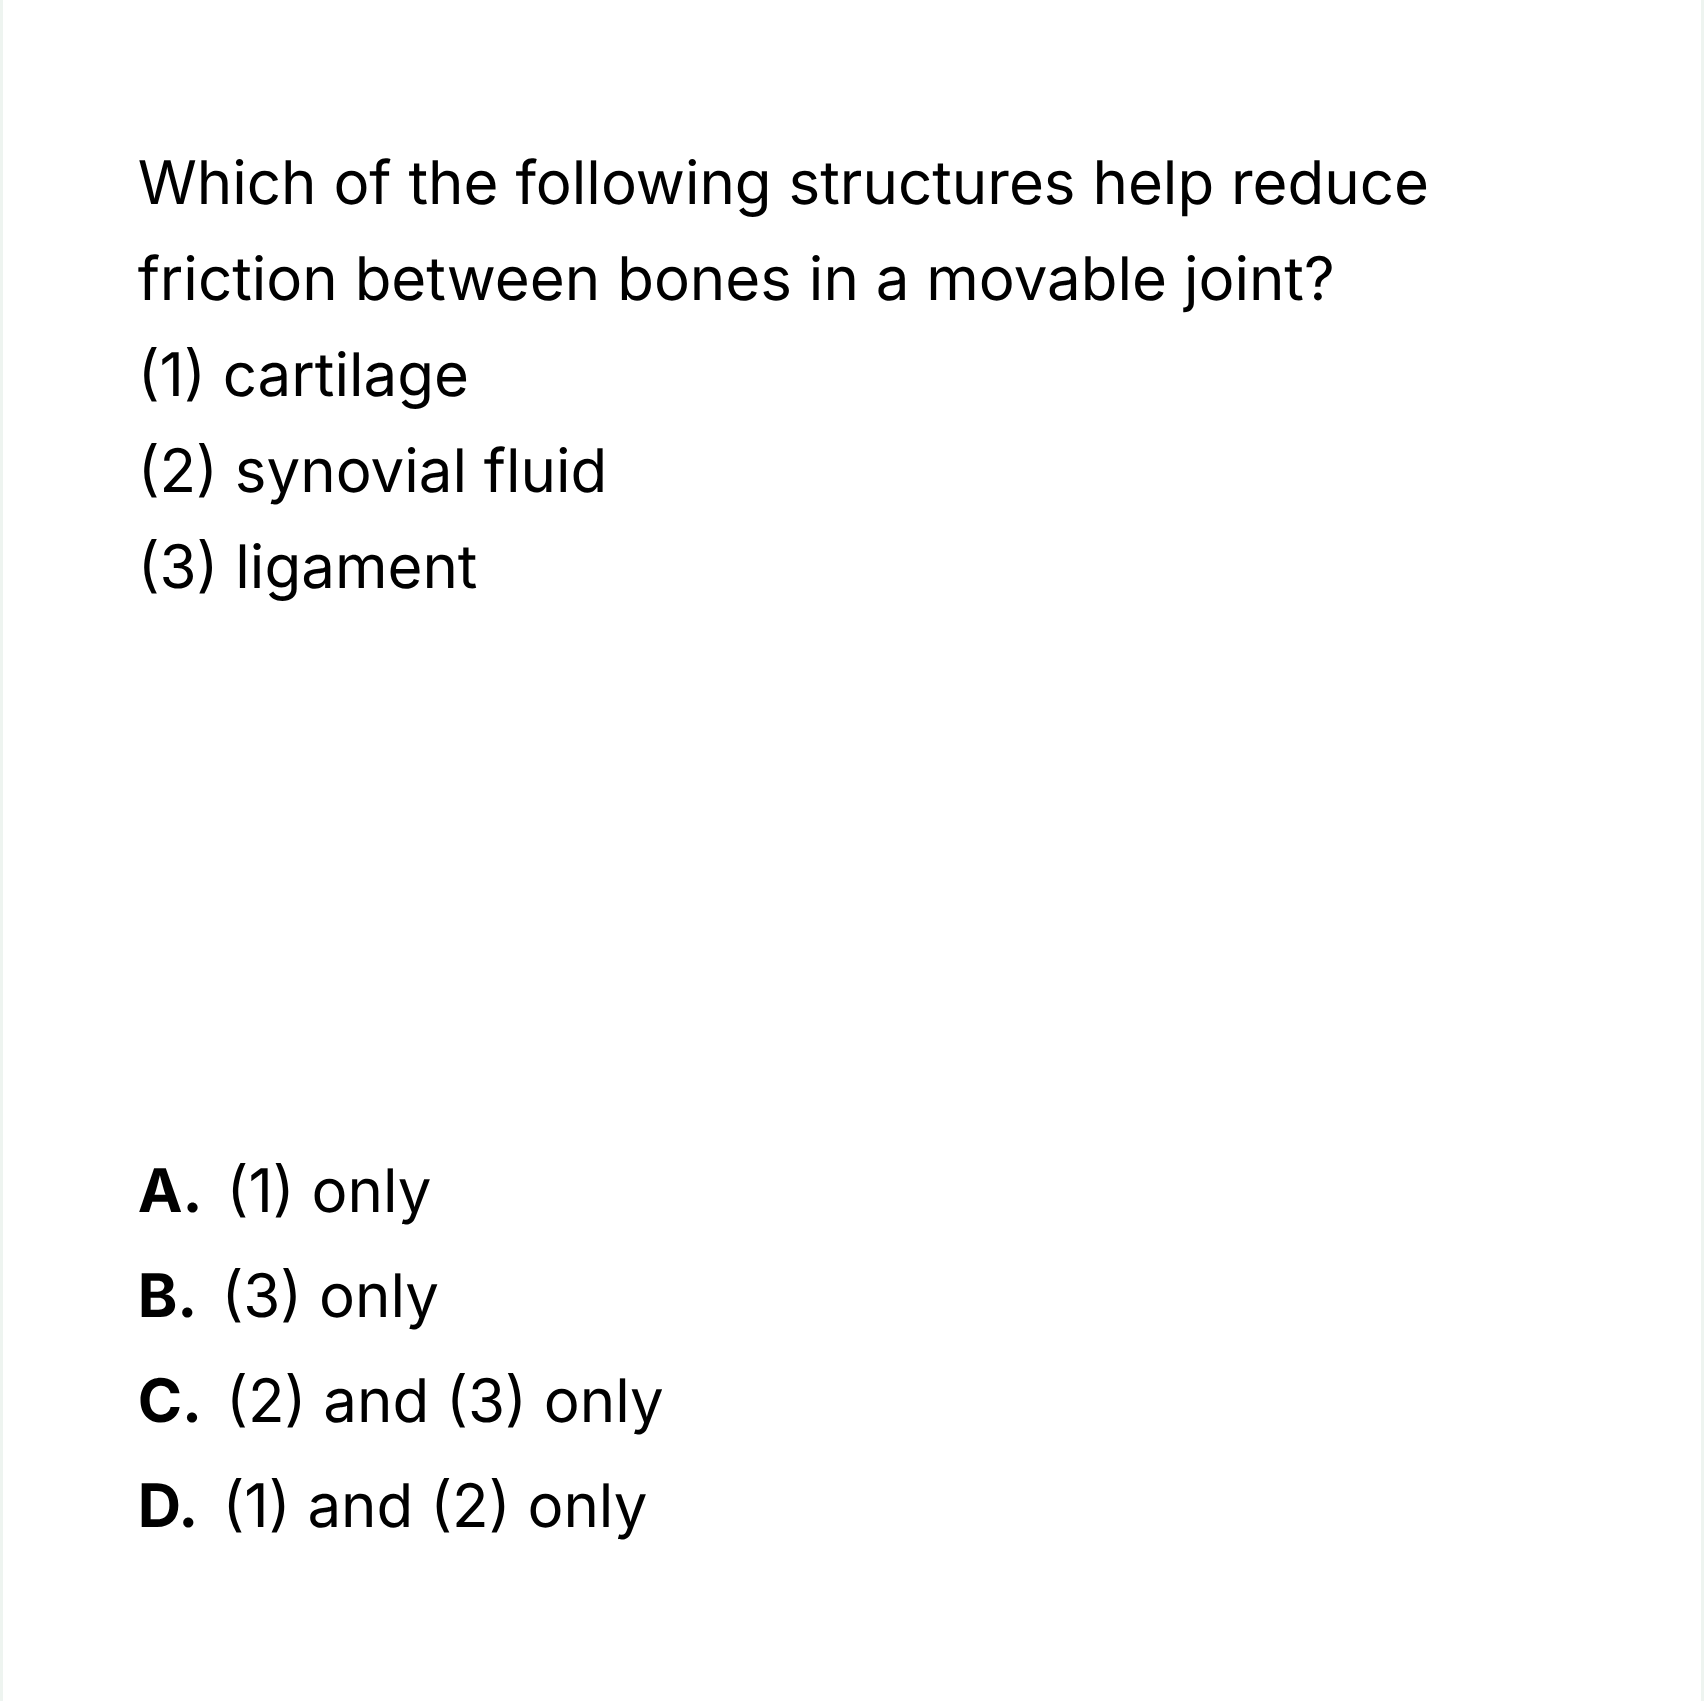 Which of the following structures help reduce
friction between bones in a movable joint?
(1) cartilage
(2) synovial fluid
(3) ligament
A. (1) only
B. (3) only
C. (2) and (3) only
D. (1) and (2) only